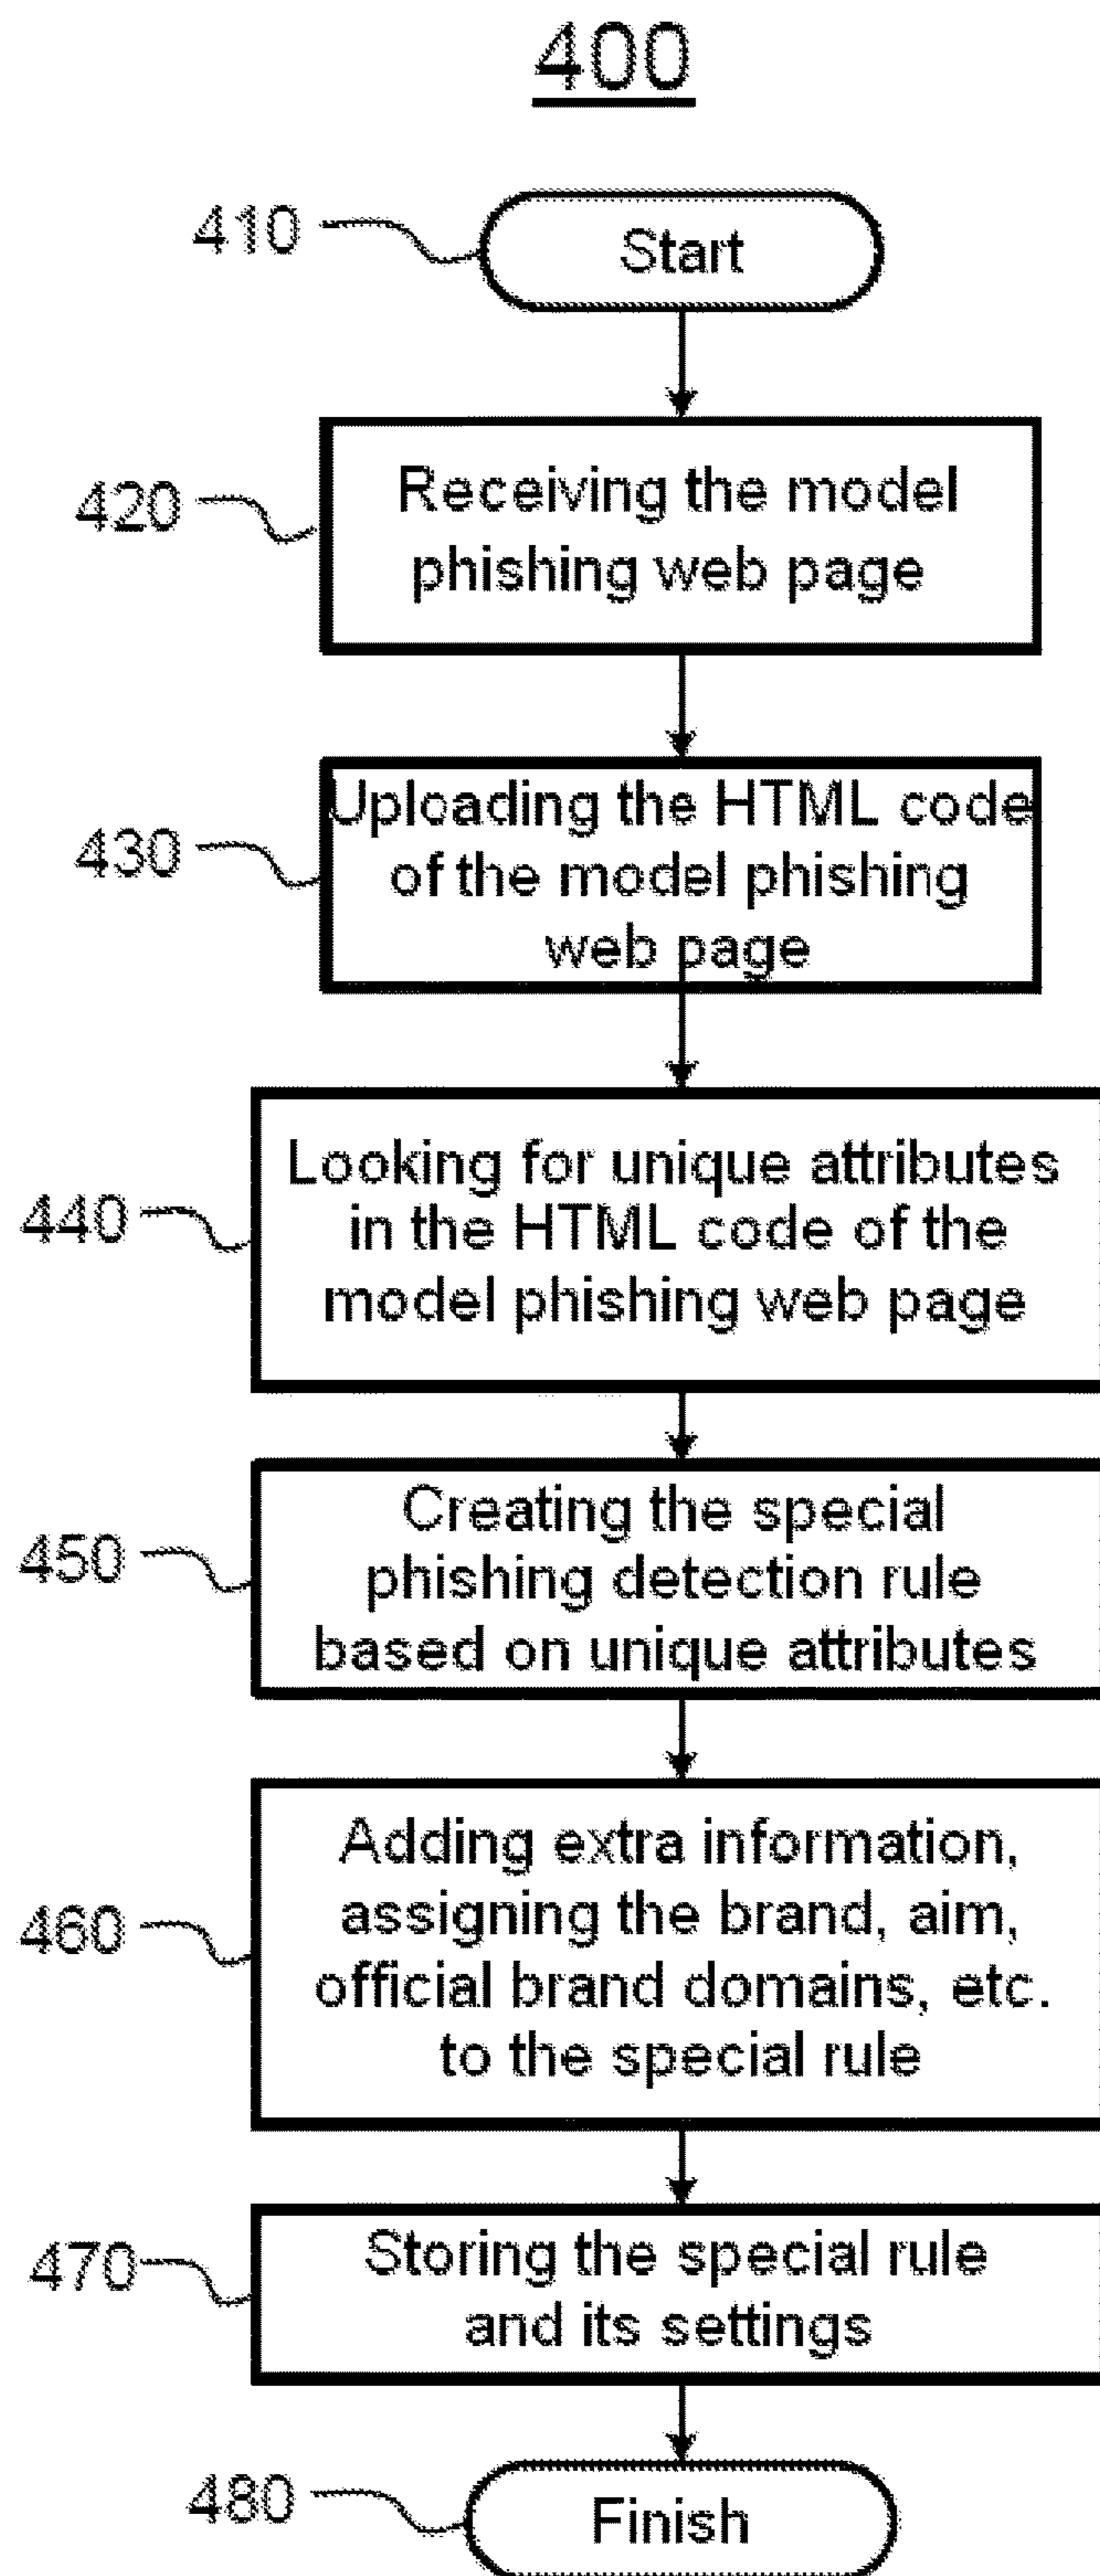 400
410
Start
420
Receiving the model
phishing web page
430
Uploading the HTML code
of the model phishing
web page
440
Looking for unique attributes
in the HTML code of the
model phishing web page
450
Creating the special
phishing detection rule
based on unique attributes
460
Adding extra information,
assigning the brand, aim,
official brand domains, etc.
to the special rule
470
Storing the special rule
and its settings
480
Finish